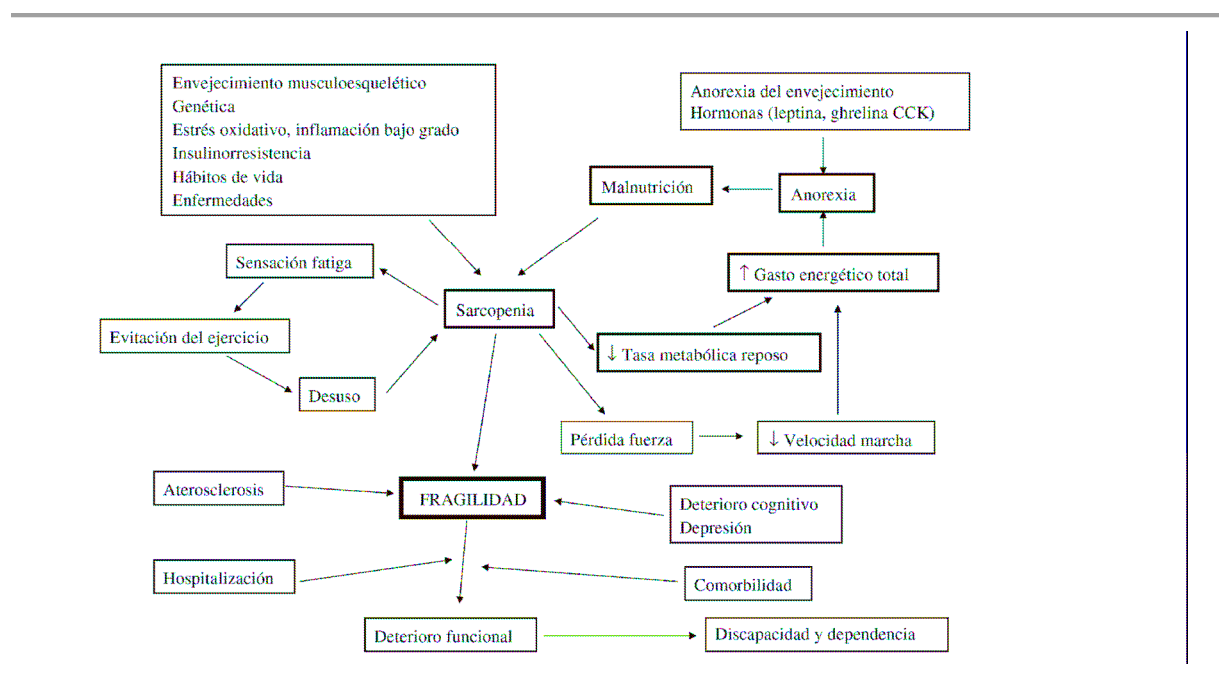 Envejecimiento musculoesquelético
Genética
Estrés oxidativo, inflamación bajo grado
Insulinorresistencia
Hábitos de vida
Enfermedades
Anorexia del envejecimiento
Hormonas (leptina, ghrelina CCK)
Malnutrición
Anorexia
Sensación fatiga
↑ Gasto energético total
Sarcopenia
Evitación del ejercicio
↓ Tasa metabólica reposo
Desuso
Pérdida fuerza
↓ Velocidad marcha
Aterosclerosis
FRAGILIDAD
Deterioro cognitivo
Depresión
Hospitalización
Comorbilidad
Deterioro funcional
Discapacidad y dependencia